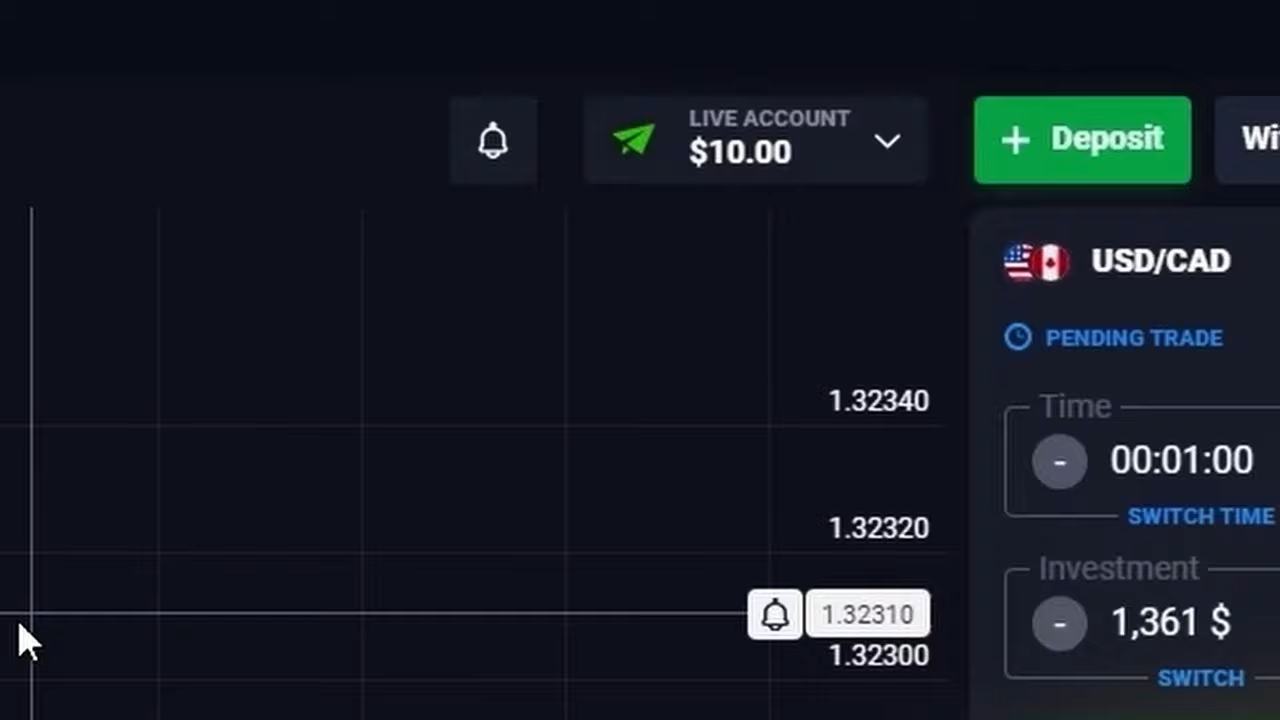 LIVE ACCOUNT
$10.00
+ Deposit
Wi
USD/CAD
PENDING TRADE
1.32340
Time
- 00:01:00
SWITCH TIME
1.32320
Investment
- 1,361 $
1.32310
1.32300
SWITCH